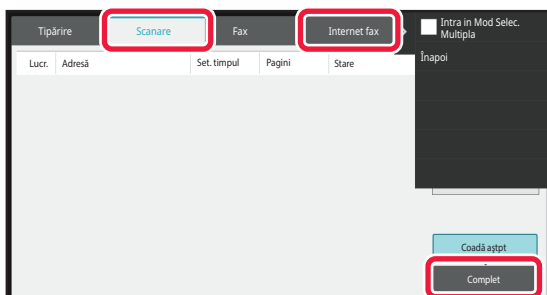 Tipărire Scanare Fax Internet fax
Intra in Mod Selec.
Multipla
Lucr. Adresă Set. timpul Pagini Stare
Înapoi
Coadă aștpt
Complet